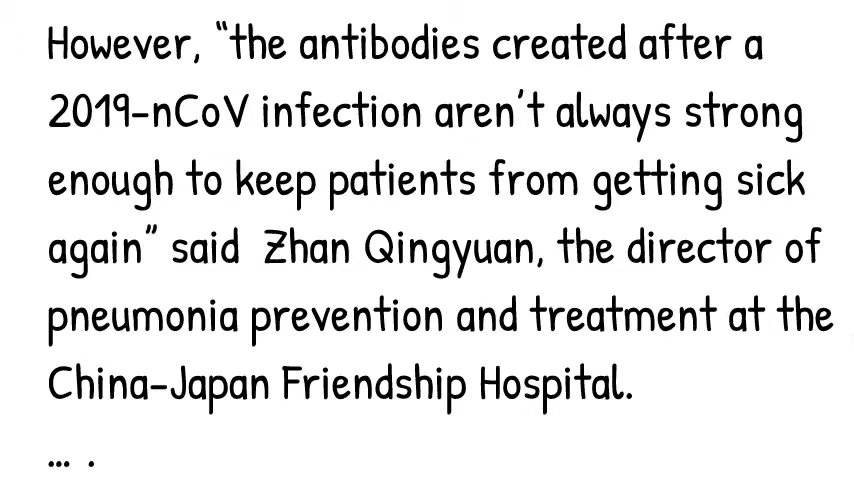 However, “the antibodies created after a
2019-nCoV infection aren’t always strong
enough to keep patients from getting sick
again” said  Zhan Qingyuan, the director of
pneumonia prevention and treatment at the
China-Japan Friendship Hospital.
... .